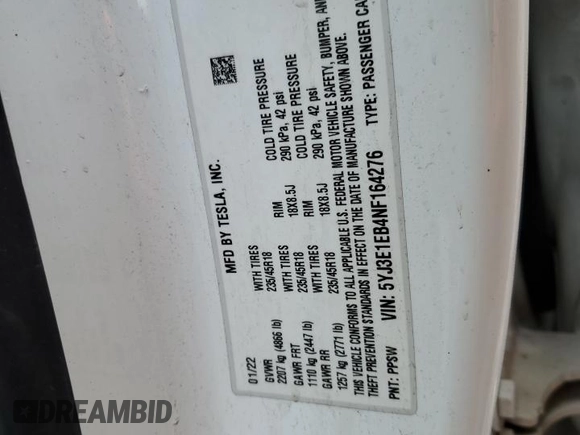 MFD BY TESLA, INC.
01/22
GVWR WITH TIRES RIM COLD TIRE PRESSURE
2207 kg (4866 lb) 235/45R18 18X8.5J 290 kPa, 42 psi
GAWR FRT WITH TIRES RIM COLD TIRE PRESSURE
1110 kg (2447 lb) 235/45R18 18X8.5J 290 kPa, 42 psi
GAWR RR WITH TIRES
1257 kg (2771 lb) 235/45R18
THIS VEHICLE CONFORMS TO ALL APPLICABLE U.S. FEDERAL MOTOR VEHICLE SAFETY, BUMPER, AND
THEFT PREVENTION STANDARDS IN EFFECT ON THE DATE OF MANUFACTURE SHOWN ABOVE.
VIN: 5YJ3E1EB4NF164276 TYPE: PASSENGER CA
PNT: PPSW
DREAMBID